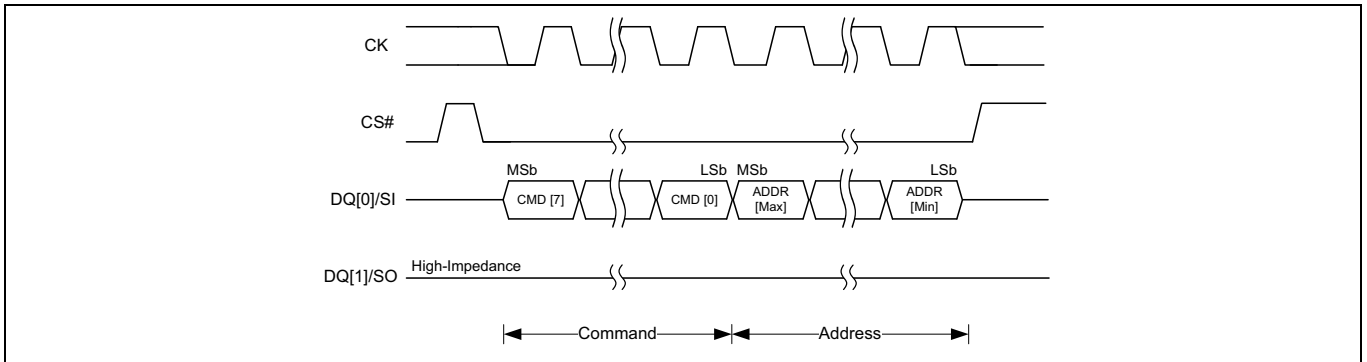 CK
CS#
MSb LSb MSb LSb
DQ[0]/SI CMD [7] CMD [0] ADDR [Max] ADDR [Min]
High-Impedance
DQ[1]/SO
Command Address